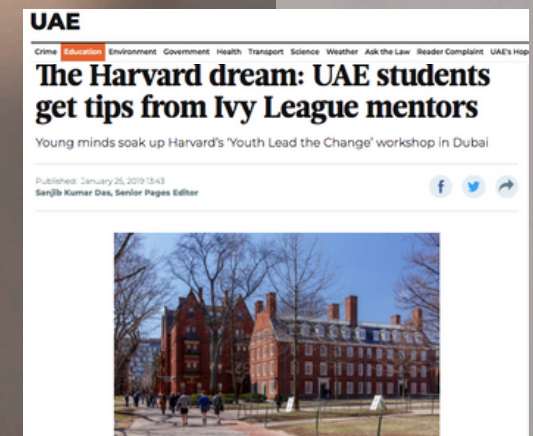 UAE
Crime Education Environment Government Health Transport Science Weather Ask the Law Reader Complaint UAE's Hop
The Harvard dream: UAE students
get tips from Ivy League mentors
Young minds soak up Harvard's 'Youth Lead the Change' workshop in Dubai
Published: January 25, 2019 13:43
Sanjib Kumar Das, Senior Pages Editor